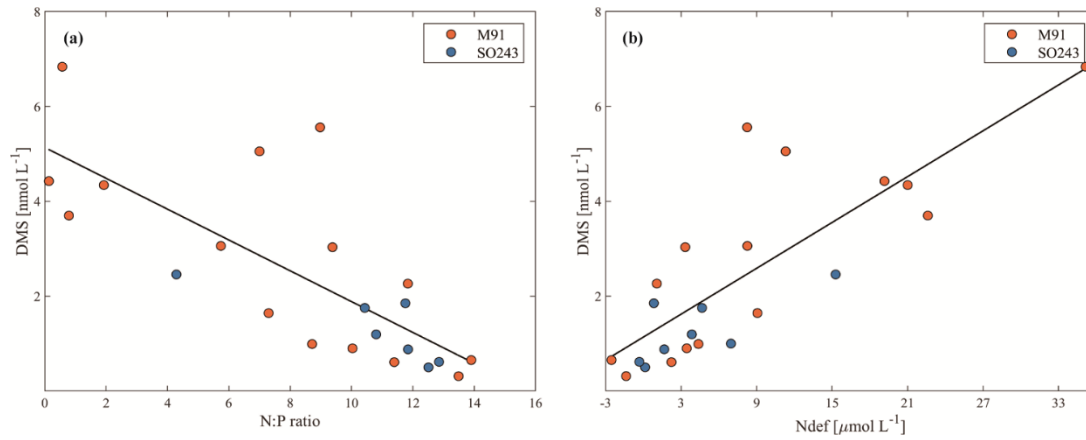 (a)
M91
SO243
8
6
4
2
0
2
4
6
8
10
12
14
16
DMS [nmol L⁻¹]
N:P ratio
(b)
M91
SO243
8
6
4
2
-3
3
9
15
21
27
33
DMS [nmol L⁻¹]
Ndef [μmol L⁻¹]